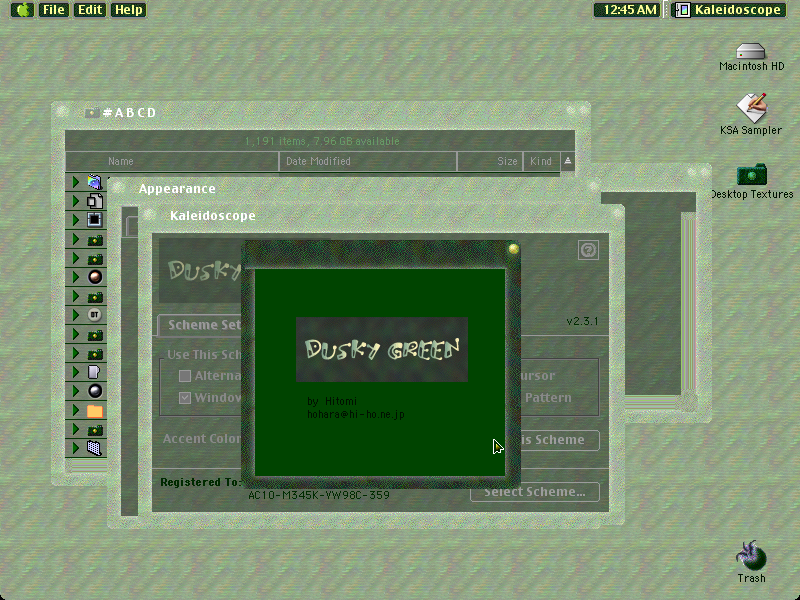 File Edit Help 12:45 AM Kaleidoscope
Macintosh HD
#ABCD
KSA Sampler
1,191 items, 7.96 GB available
Name Date Modified Size Kind
Appearance
Desktop Textures
Kaleidoscope
DUSKY
v2.3.1
Scheme Set
DUSKY GREEN
Use This Sch
Alterna ursor
Window Pattern
by Hitomi
hohara@hi-ho.ne.jp
Accent Color is Scheme
Registered To:
AC10-M345K-YW98C-359
Select Scheme...
Trash